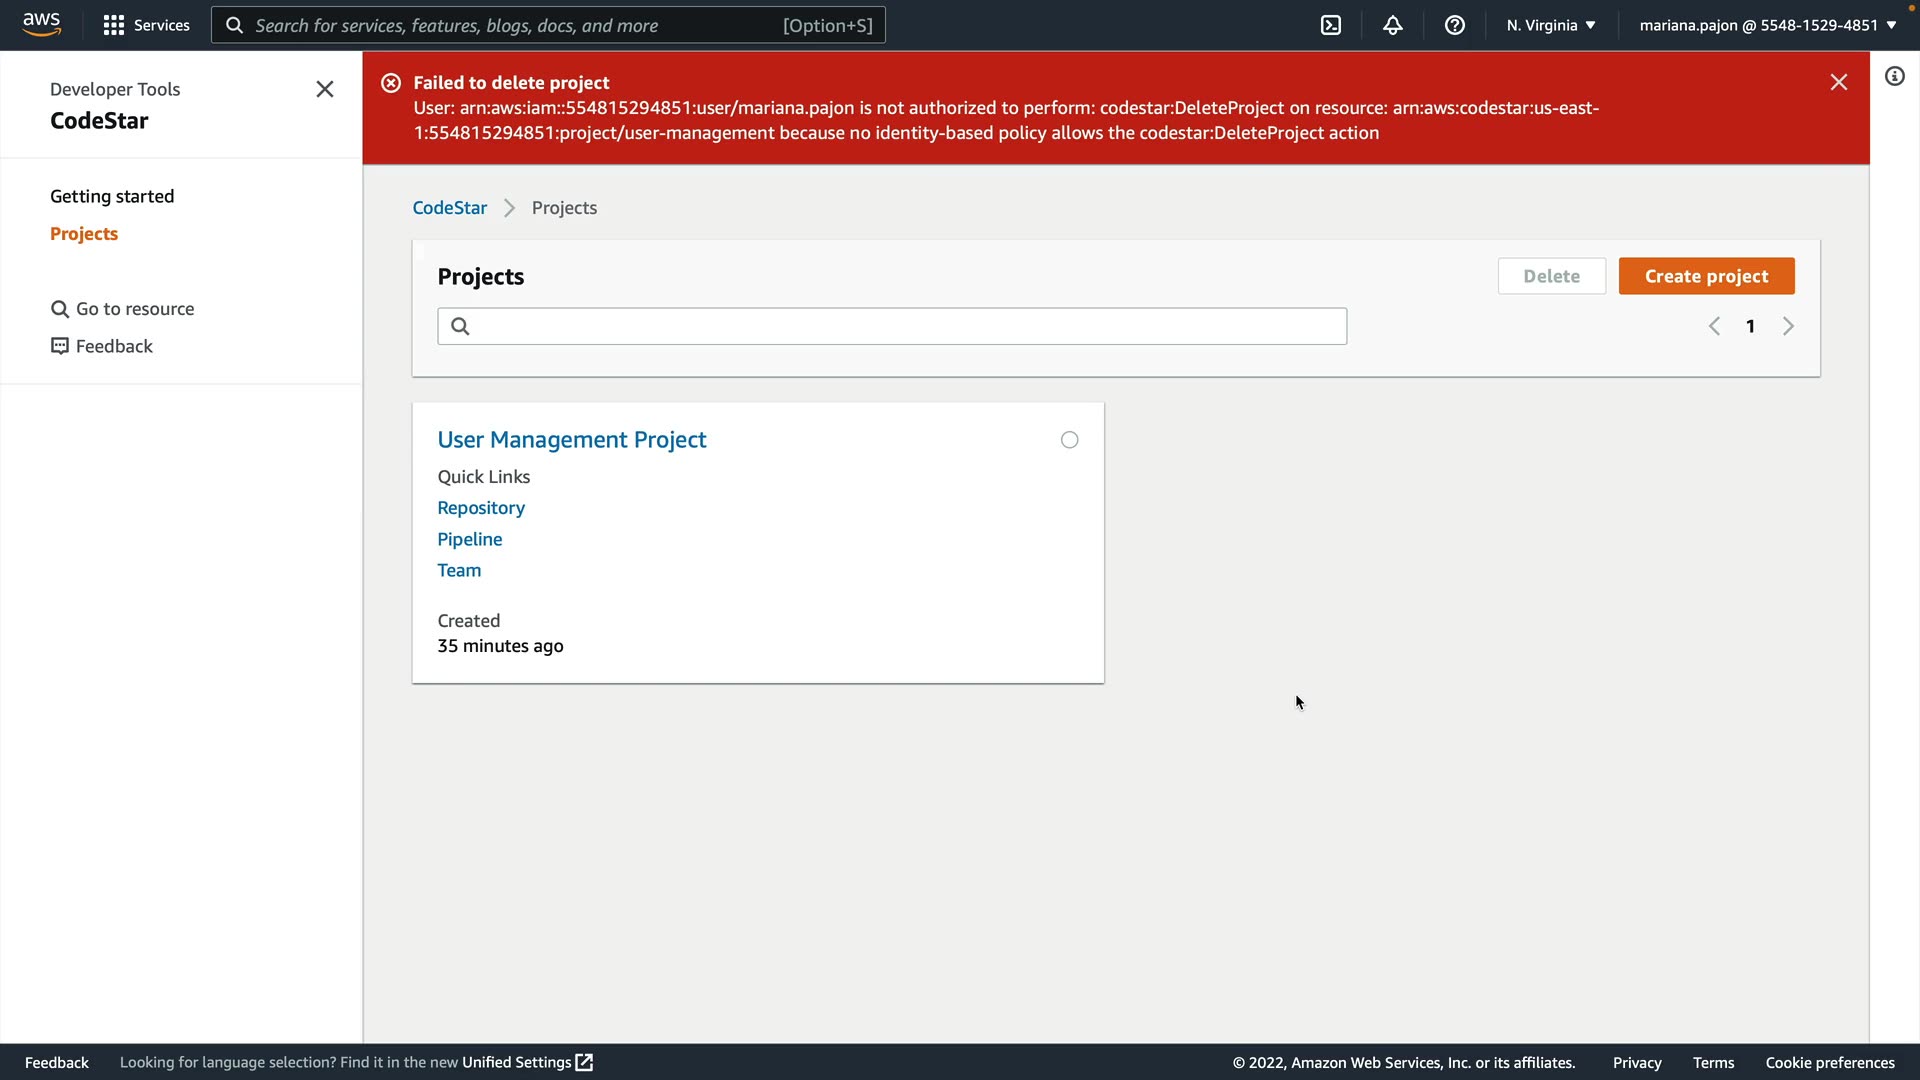 aws
Services
Search for services, features, blogs, docs, and more
[Option+S]
N. Virginia
mariana.pajon @ 5548-1529-4851
Developer Tools
CodeStar
Getting started
Projects
Go to resource
Feedback
Failed to delete project
User: arn:aws:iam::554815294851:user/mariana.pajon is not authorized to perform: codestar:DeleteProject on resource: arn:aws:codestar:us-east-
1:554815294851:project/user-management because no identity-based policy allows the codestar:DeleteProject action
CodeStar
Projects
Projects
Delete
Create project
1
User Management Project
Quick Links
Repository
Pipeline
Team
Created
35 minutes ago
Feedback
Looking for language selection? Find it in the new Unified Settings
© 2022, Amazon Web Services, Inc. or its affiliates.
Privacy
Terms
Cookie preferences